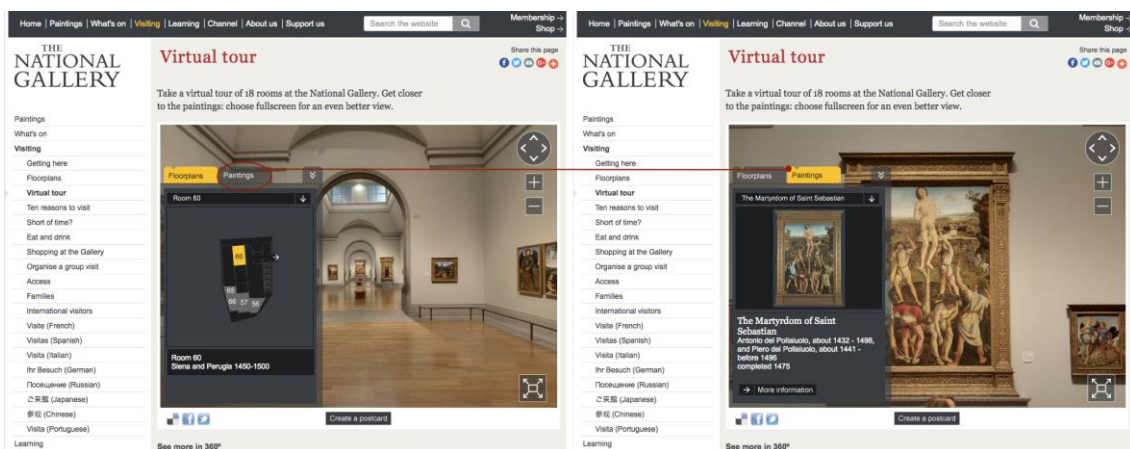 Home | Paintings | What's on | Visiting | Learning | Channel | About us | Support us
Search the website
Membership →
Shop →
THE
NATIONAL
GALLERY
Virtual tour
Share this page
Take a virtual tour of 18 rooms at the National Gallery. Get closer
to the paintings: choose fullscreen for an even better view.
Paintings
What's on
Visiting
Getting here
Floorplans
Virtual tour
Ten reasons to visit
Short of time?
Eat and drink
Shopping at the Gallery
Organise a group visit
Access
Families
International visitors
Visite (French)
Visitas (Spanish)
Visita (Italian)
Ihr Besuch (German)
Посещение (Russian)
ご来館 (Japanese)
参观 (Chinese)
Visita (Portuguese)
Learning
Floorplans
Paintings
Room 60
60
65
66 57 56
Room 60
Siena and Perugia 1450-1500
Create a postcard
See more in 360°
Home | Paintings | What's on | Visiting | Learning | Channel | About us | Support us
Search the website
Membership →
Shop →
THE
NATIONAL
GALLERY
Virtual tour
Share this page
Take a virtual tour of 18 rooms at the National Gallery. Get closer
to the paintings: choose fullscreen for an even better view.
Paintings
What's on
Visiting
Getting here
Floorplans
Virtual tour
Ten reasons to visit
Short of time?
Eat and drink
Shopping at the Gallery
Organise a group visit
Access
Families
International visitors
Visite (French)
Visitas (Spanish)
Visita (Italian)
Ihr Besuch (German)
Посещение (Russian)
ご来館 (Japanese)
参观 (Chinese)
Visita (Portuguese)
Learning
Floorplans
Paintings
The Martyrdom of Saint Sebastian
The Martyrdom of Saint
Sebastian
Antonio del Pollaiuolo, about 1432 - 1498,
and Piero del Pollaiuolo, about 1441 -
before 1496
completed 1475
→ More information
Create a postcard
See more in 360°